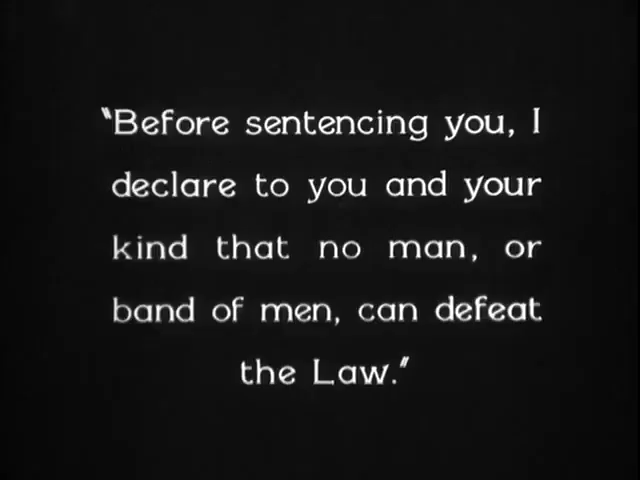 "Before sentencing you, I
declare to you and your
kind that no man, or
band of men, can defeat
the Law."